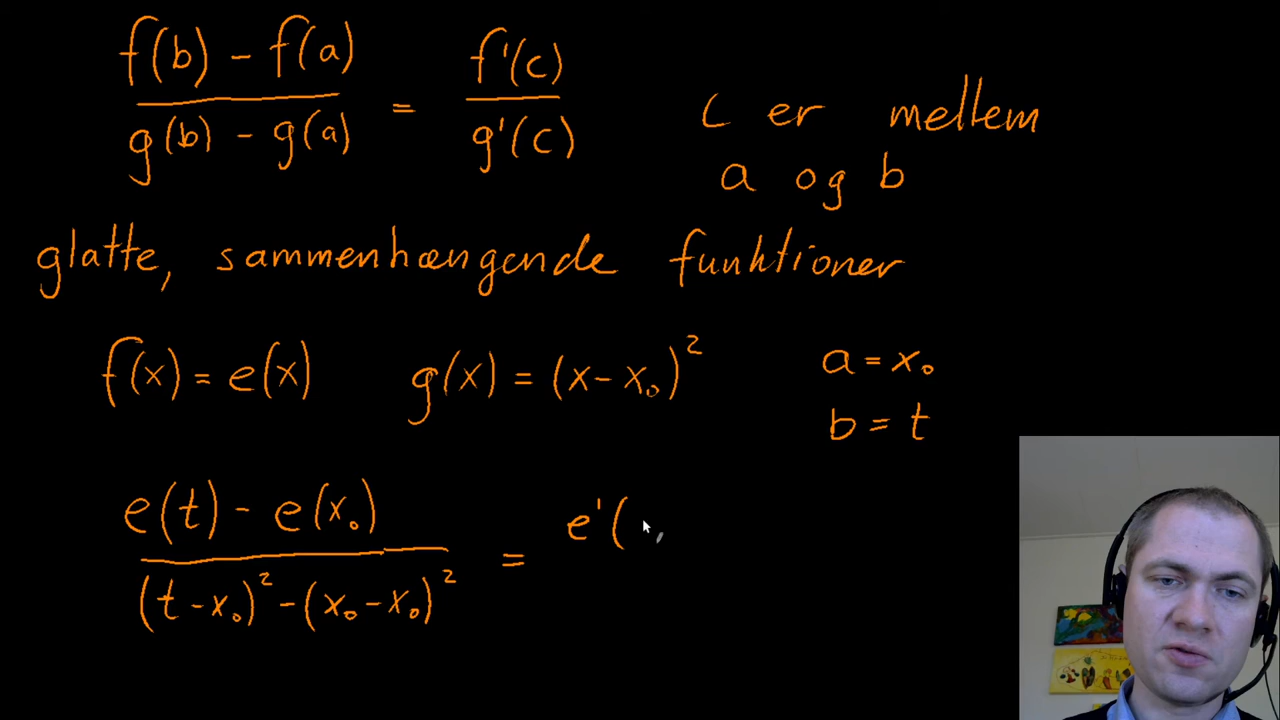 f(b) - f(a) / g(b) - g(a) = f'(c) / g'(c)
c er mellem
a og b
glatte, sammenhængende funktioner
f(x) = e(x) g(x) = (x-x₀)² a = x₀
b = t
e(t) - e(x₀) / (t-x₀)² - (x₀-x₀)² = e'(